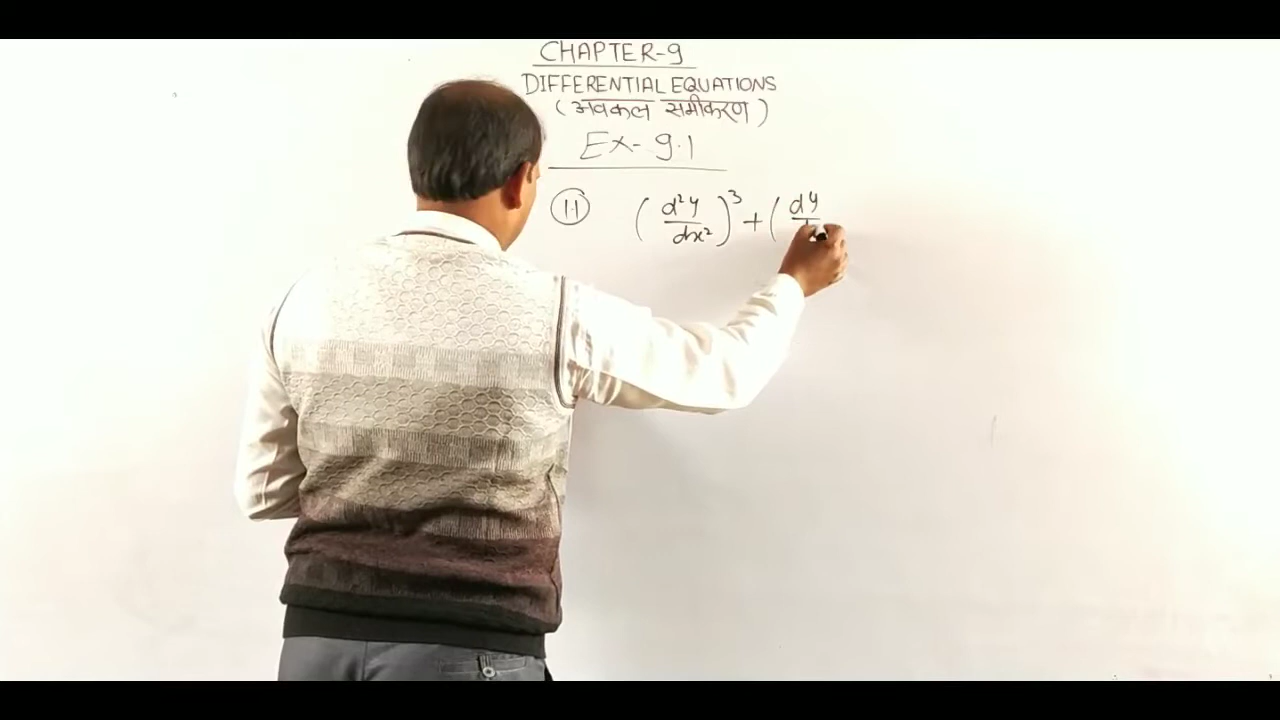 CHAPTER-9
DIFFERENTIAL EQUATIONS
(अवकल समीकरण)
Ex- 9.1
11 (d²y/dx²)³ + (dy/d